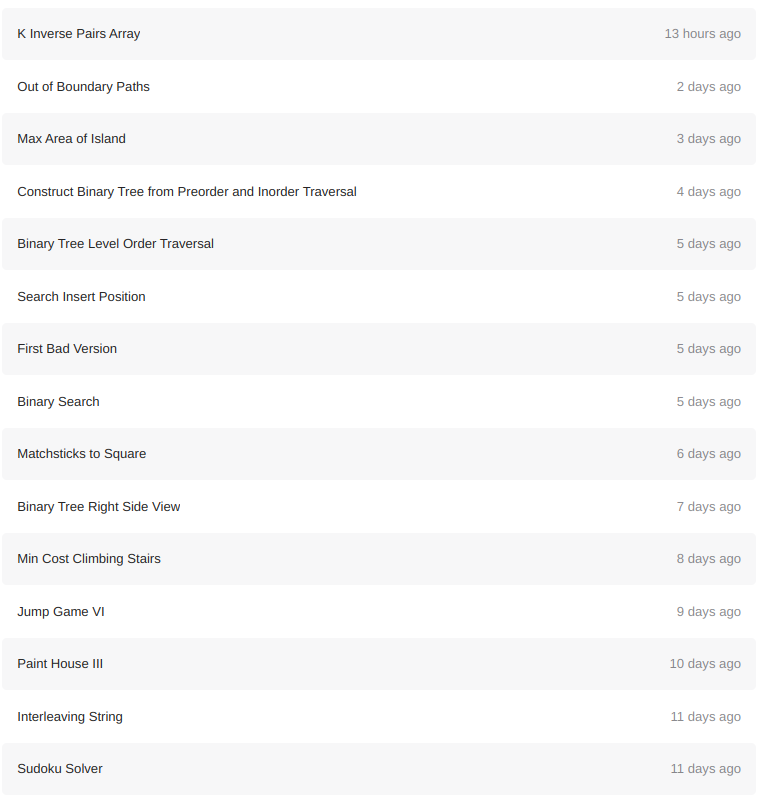 K Inverse Pairs Array 13 hours ago
Out of Boundary Paths 2 days ago
Max Area of Island 3 days ago
Construct Binary Tree from Preorder and Inorder Traversal 4 days ago
Binary Tree Level Order Traversal 5 days ago
Search Insert Position 5 days ago
First Bad Version 5 days ago
Binary Search 5 days ago
Matchsticks to Square 6 days ago
Binary Tree Right Side View 7 days ago
Min Cost Climbing Stairs 8 days ago
Jump Game VI 9 days ago
Paint House III 10 days ago
Interleaving String 11 days ago
Sudoku Solver 11 days ago